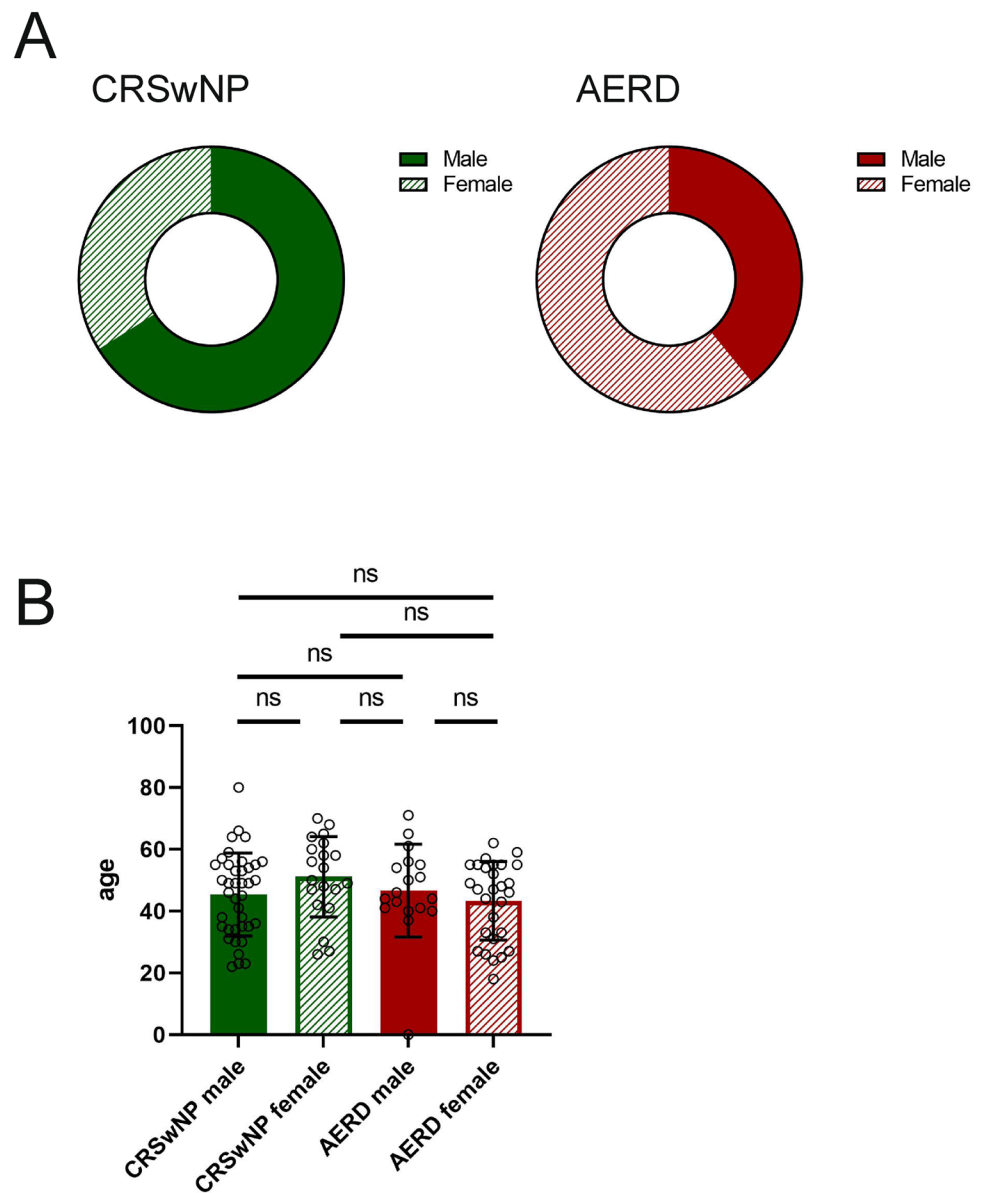 A
CRSwNP
AERD
Male
Female
Male
Female
B
ns
ns
ns
ns
ns
ns
100
80
60
40
20
0
age
CRSwNP male
CRSwNP female
AERD male
AERD female